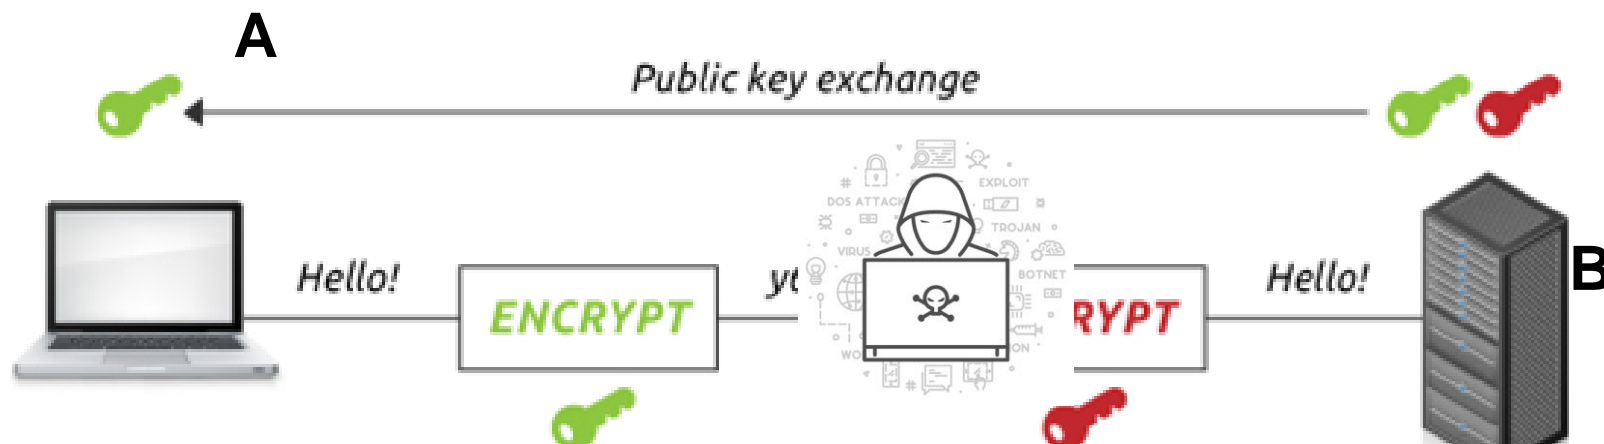 A
Public key exchange
EXPLOIT
DOS ATTACK
TROJAN
VIRUS
BOTNET
Hello!
ENCRYPT
RYPT
Hello!
B